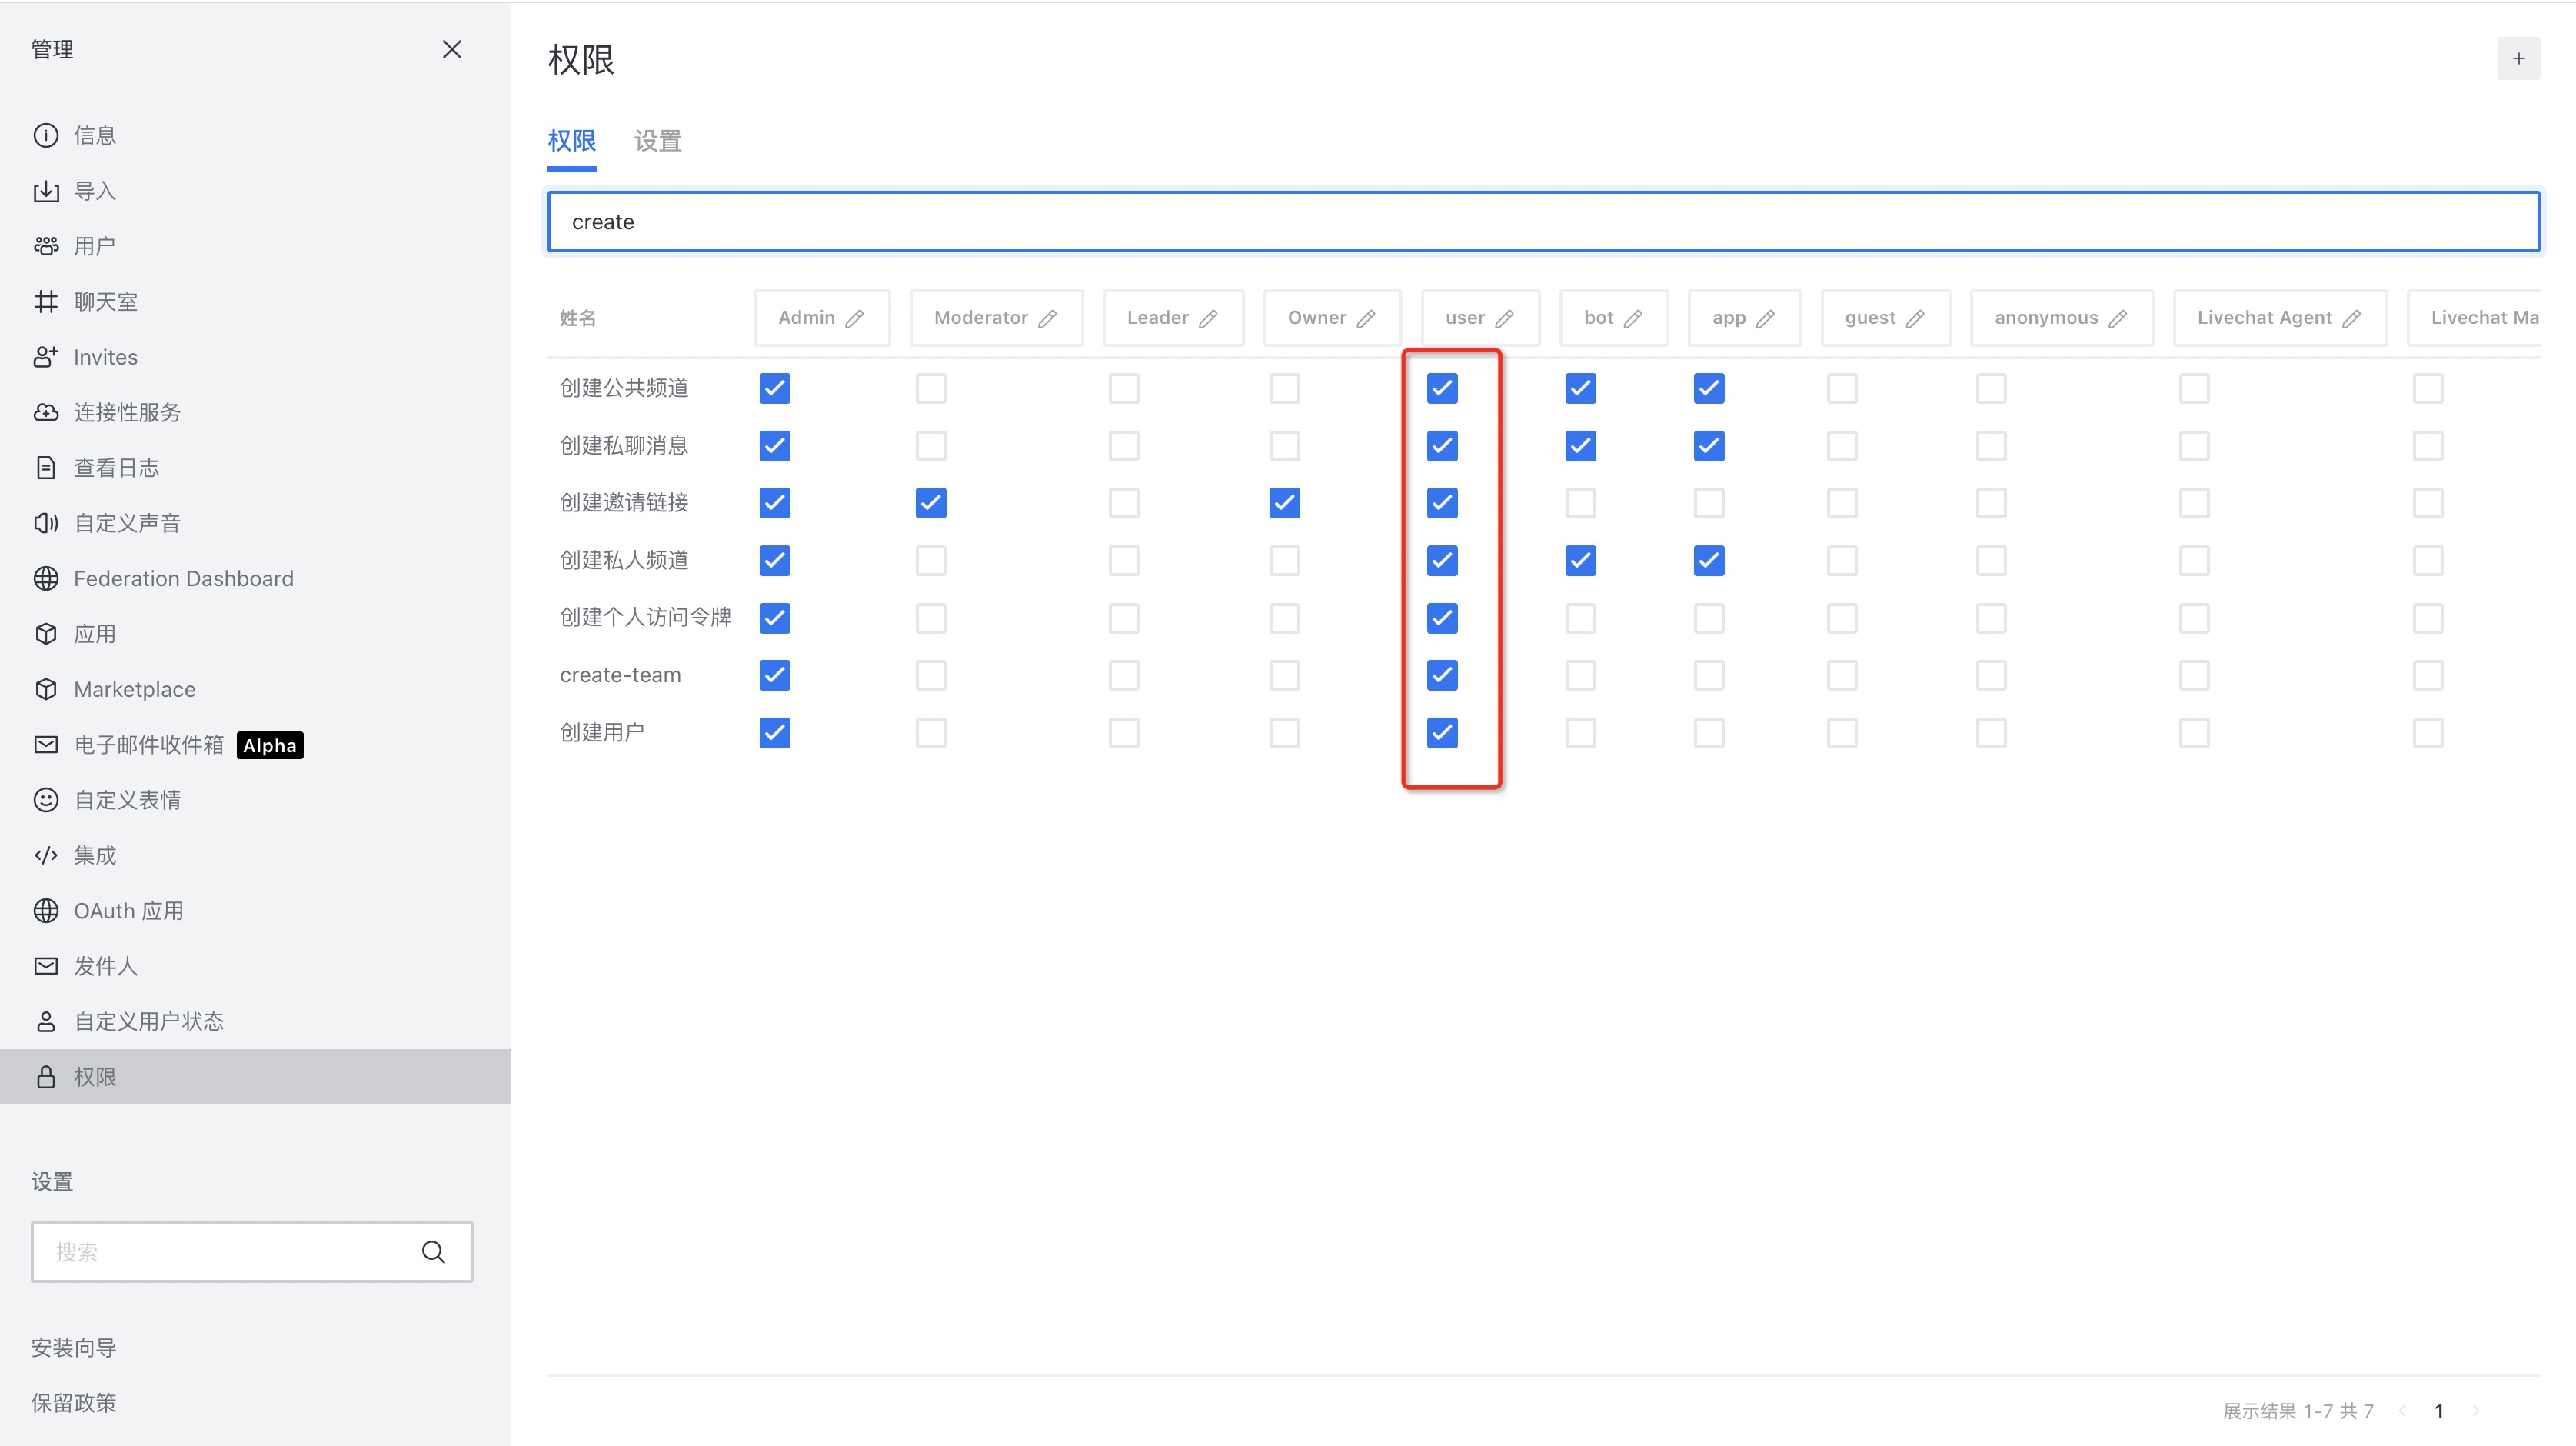 管理
信息
导入
用户
聊天室
Invites
连接性服务
查看日志
自定义声音
Federation Dashboard
应用
Marketplace
电子邮件收件箱 Alpha
自定义表情
集成
OAuth 应用
发件人
自定义用户状态
权限
设置
搜索
安装向导
保留政策
权限
+
权限 设置
create
姓名 Admin Moderator Leader Owner user bot app guest anonymous Livechat Agent Livechat Ma
创建公共频道
创建私聊消息
创建邀请链接
创建私人频道
创建个人访问令牌
create-team
创建用户
展示结果 1-7 共 7 1